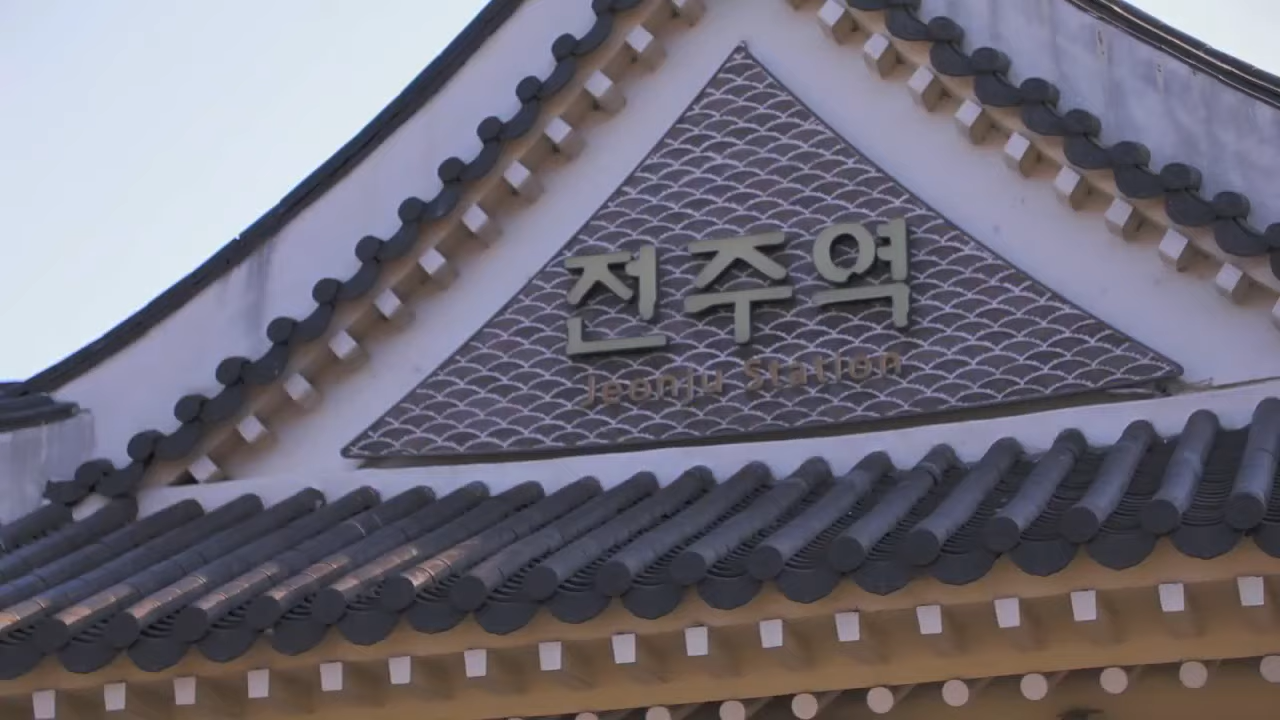 전주역
Jeonju Station